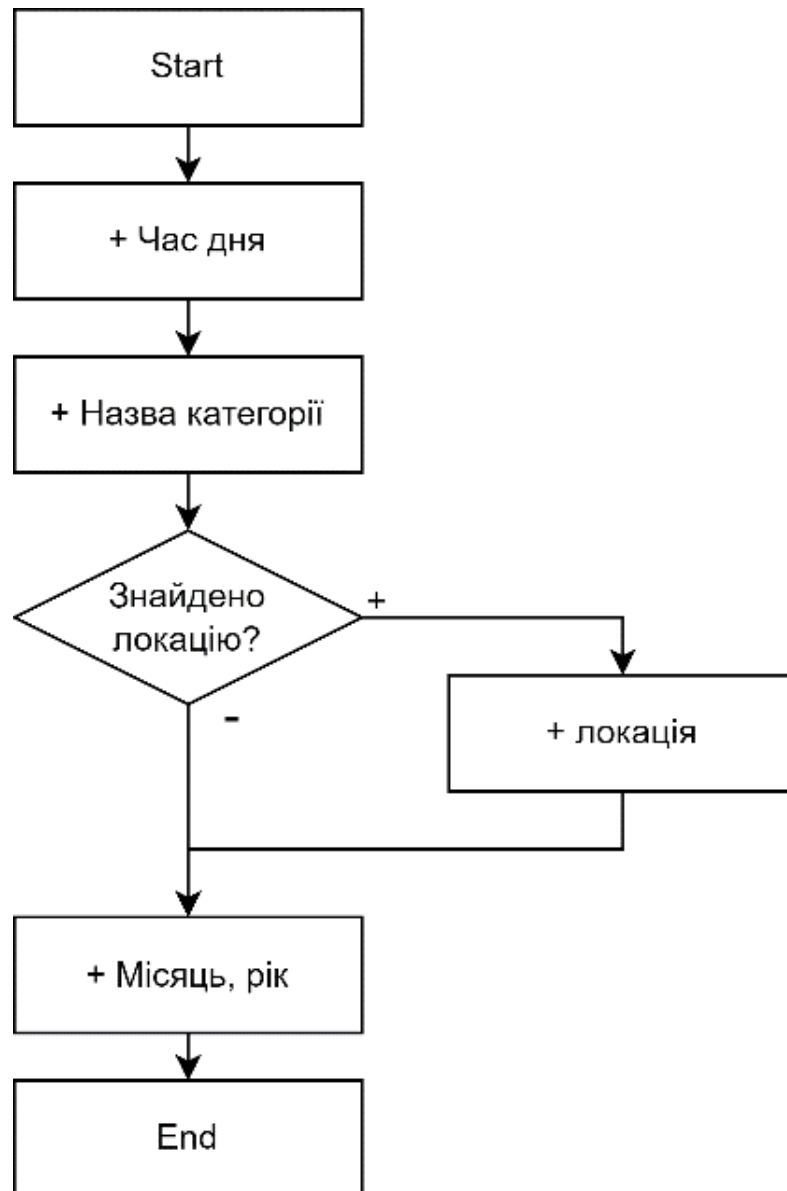 Start
+ Час дня
+ Назва категорії
Знайдено
локацію?
+
-
+ локація
+ Місяць, рік
End